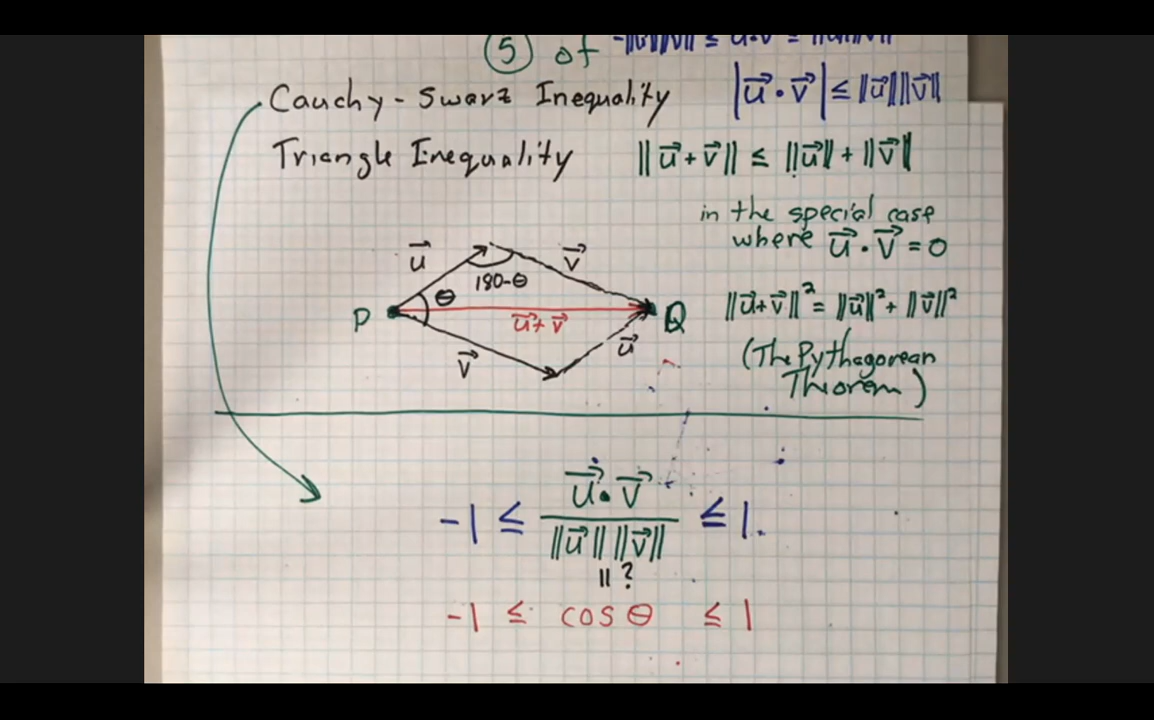 ⑤ of -||u||||v|| ≤ u·v ≤ ||u||||v||
Cauchy-Swarz Inequality |u⃗·v⃗| ≤ ||u⃗||||v⃗||
Triangle Inequality ||u⃗+v⃗|| ≤ ||u⃗|| + ||v⃗||
in the special case
where u⃗·v⃗ = 0
u⃗ v⃗
180-θ
θ
P u⃗+v⃗ Q
v⃗ u⃗
||u⃗+v⃗||² = ||u⃗||² + ||v⃗||²
(The Pythagorean
Theorem)
-1 ≤ u⃗·v⃗ / ||u⃗|| ||v⃗|| ≤ 1.
|| ?
-1 ≤ cos θ ≤ 1